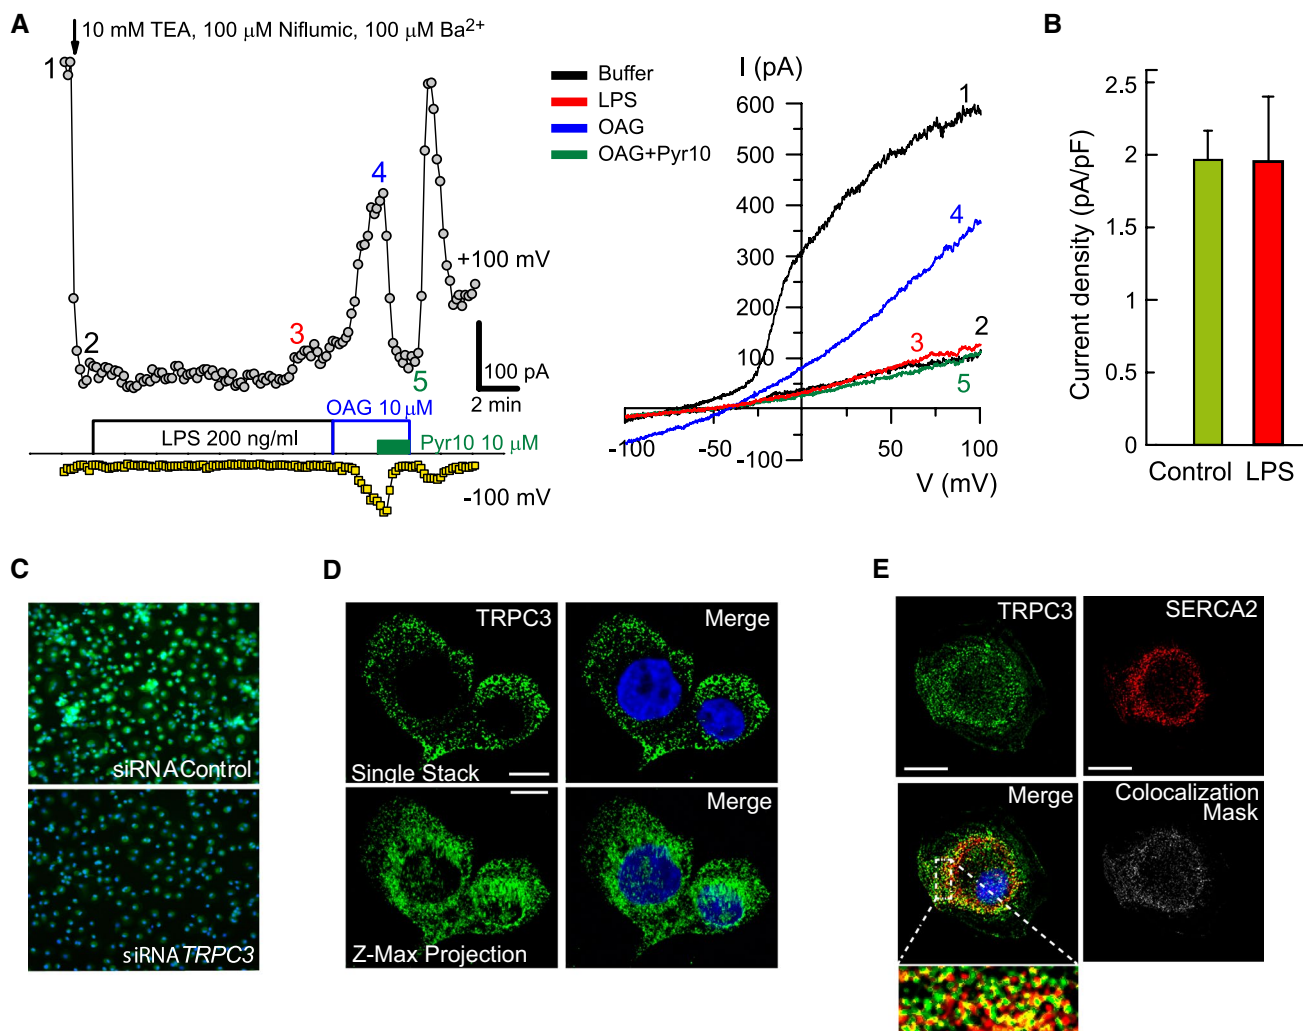 A
10 mM TEA, 100 μM Niflumic, 100 μM Ba2+
1
2
3
4
5
+100 mV
100 pA
2 min
OAG 10 μM
LPS 200 ng/ml
Pyr10 10 μM
-100 mV
Buffer
LPS
OAG
OAG+Pyr10
I (pA)
600
500
400
300
200
100
-100
-100
-50
50
100
V (mV)
1
4
3
2
5
B
Current density (pA/pF)
2.5
2
1.5
1
0.5
0
Control
LPS
C
siRNAControl
siRNATRPC3
D
TRPC3
Merge
Single Stack
Merge
Z-Max Projection
E
TRPC3
SERCA2
Merge
Colocalization
Mask